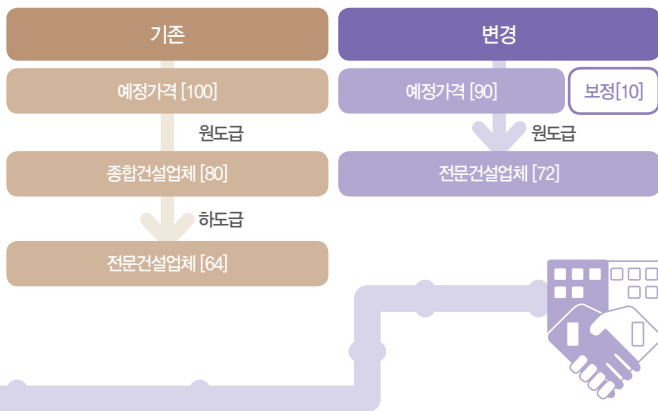 기존
예정가격 [100]
원도급
종합건설업체 [80]
하도급
전문건설업체 [64]
변경
예정가격 [90]
보정[10]
원도급
전문건설업체 [72]